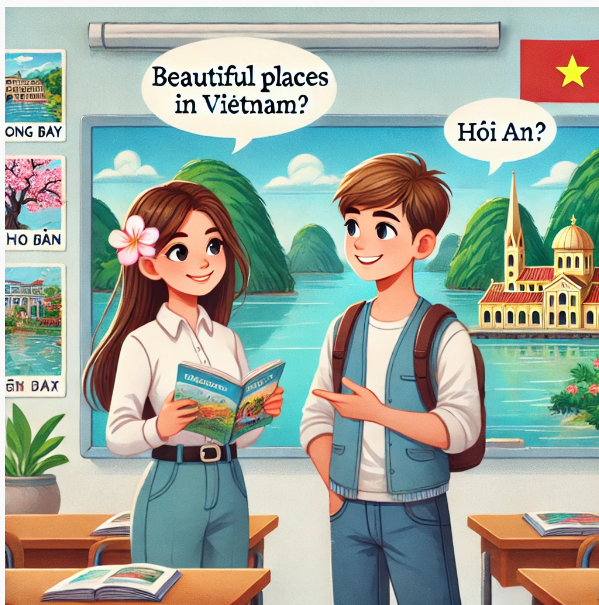 Beautiful places
in Viêtnam?
Hôi An?
ONG BAY
HO BẢN